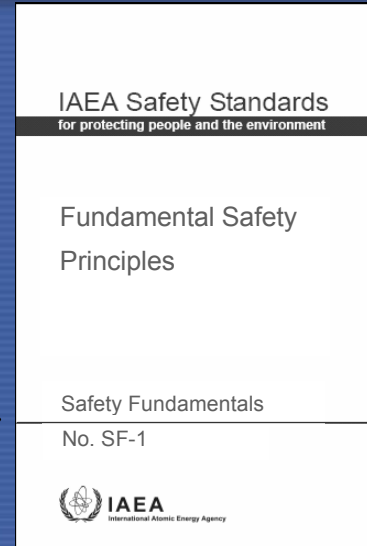 IAEA Safety Standards
for protecting people and the environment
Fundamental Safety
Principles
Safety Fundamentals
No. SF-1
IAEA
International Atomic Energy Agency